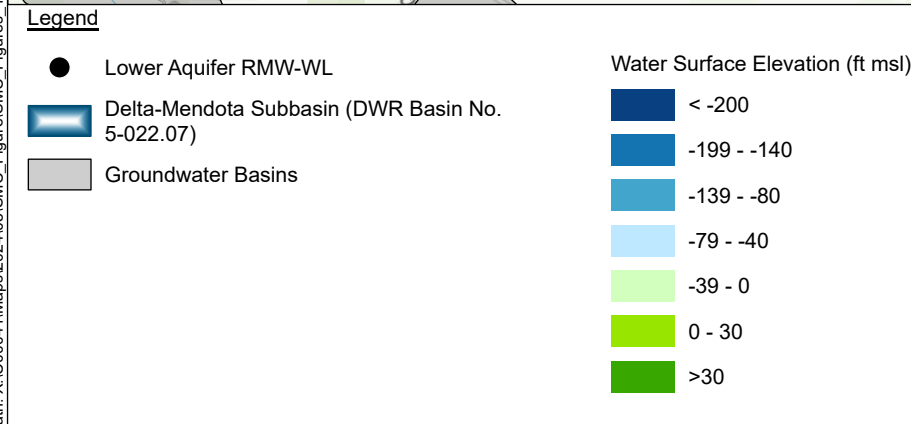 Legend
Lower Aquifer RMW-WL
Delta-Mendota Subbasin (DWR Basin No.
5-022.07)
Groundwater Basins
Water Surface Elevation (ft msl)
< -200
-199 - -140
-139 - -80
-79 - -40
-39 - 0
0 - 30
>30